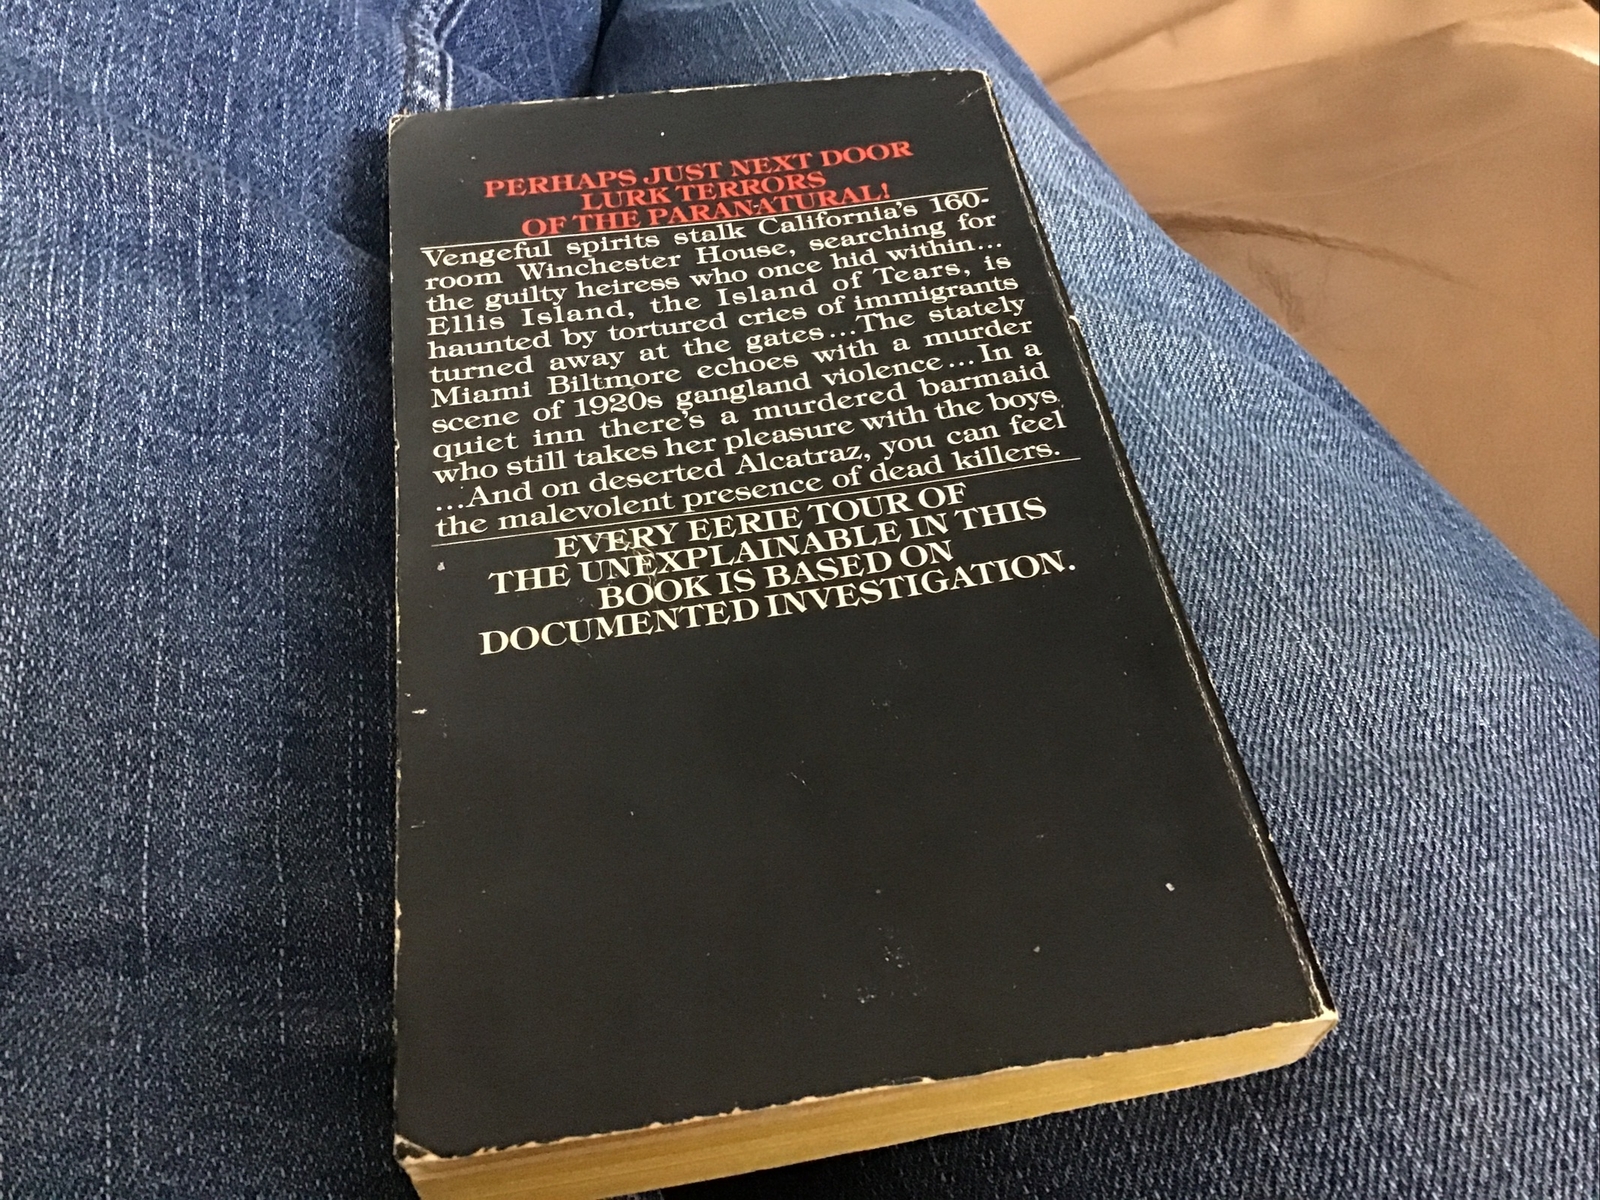 PERHAPS JUST NEXT DOOR
LURK TERRORS
OF THE PARANATURAL!
Vengeful spirits stalk California's 160-
room Winchester House, searching for
the guilty heiress who once hid within...
Ellis Island, the Island of Tears, is
haunted by tortured cries of immigrants
turned away at the gates...The stately
Miami Biltmore echoes with a murder
scene of 1920s gangland violence...In a
quiet inn there's a murdered barmaid
who still takes her pleasure with the boys
...And on deserted Alcatraz, you can feel
the malevolent presence of dead killers.
EVERY EERIE TOUR OF
THE UNEXPLAINABLE IN THIS
BOOK IS BASED ON
DOCUMENTED INVESTIGATION.